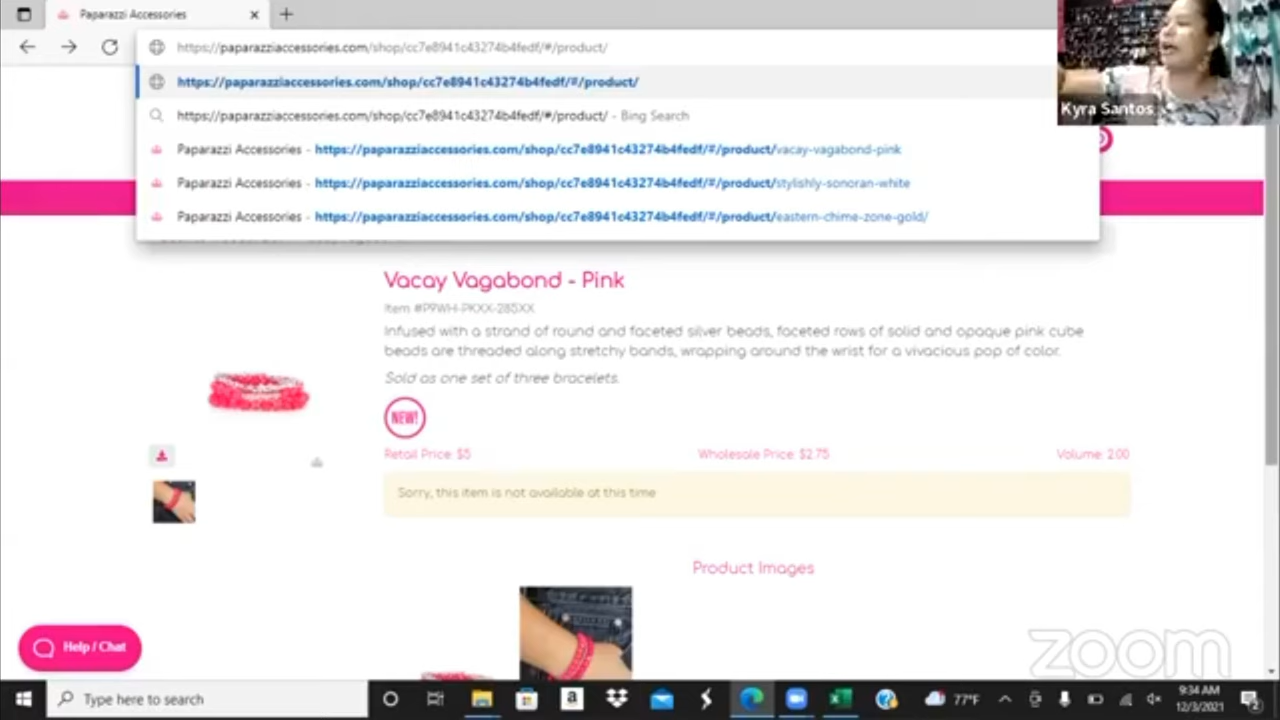 Paparazzi Accessories
https://paparazziaccessories.com/shop/cc7e8941c43274b4fedf/#/product/
https://paparazziaccessories.com/shop/cc7e8941c43274b4fedf/#/product/
https://paparazziaccessories.com/shop/cc7e8941c43274b4fedf/#/product/ - Bing Search
Paparazzi Accessories - https://paparazziaccessories.com/shop/cc7e8941c43274b4fedf/#/product/vacay-vagabond-pink
Paparazzi Accessories - https://paparazziaccessories.com/shop/cc7e8941c43274b4fedf/#/product/stylishly-sonoran-white
Paparazzi Accessories - https://paparazziaccessories.com/shop/cc7e8941c43274b4fedf/#/product/eastern-chime-zone-gold/
Kyra Santos
Vacay Vagabond - Pink
Item #P9WH-PKXX-285XX
Infused with a strand of round and faceted silver beads, faceted rows of solid and opaque pink cube
beads are threaded along stretchy bands, wrapping around the wrist for a vivacious pop of color.
Sold as one set of three bracelets.
NEW!
Retail Price: $5 Wholesale Price: $2.75 Volume: 2.00
Sorry, this item is not available at this time
Product Images
Help / Chat
zoom
Type here to search
77°F
9:34 AM
12/3/2021
2